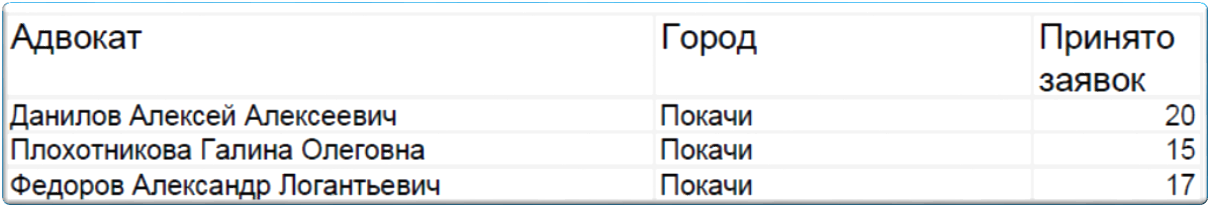 Адвокат Город Принято
заявок
Данилов Алексей Алексеевич Покачи 20
Плохотникова Галина Олеговна Покачи 15
Федоров Александр Логантьевич Покачи 17